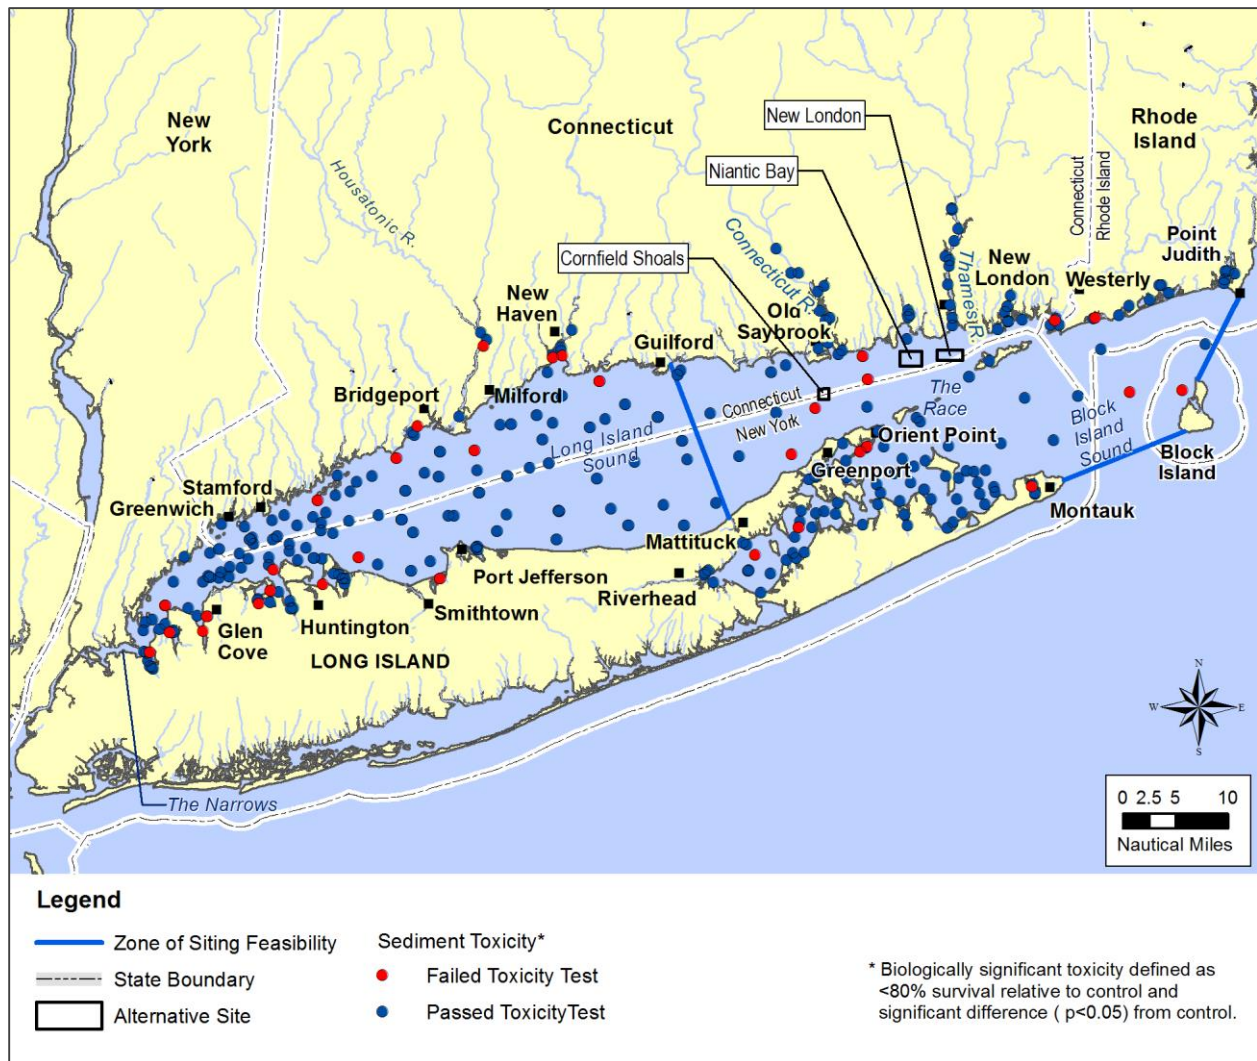 New
York
Connecticut
New London
Rhode
Island
Niantic Bay
Housatonic R.
Connecticut
Rhode Island
Cornfield Shoals
Connecticut R.
Thames R.
Point
Judith
New
London
Westerly
New
Haven
Old
Saybrook
Guilford
Bridgeport
Milford
Connecticut
New York
The
Race
Long Island
Sound
Block
Island
Sound
Orient Point
Greenport
Block
Island
Stamford
Greenwich
Montauk
Mattituck
Port Jefferson
Riverhead
Smithtown
Huntington
Glen
Cove
LONG ISLAND
N
W
E
S
The Narrows
0 2.5 5 10
Nautical Miles
Legend
Zone of Siting Feasibility
State Boundary
Alternative Site
Sediment Toxicity*
Failed Toxicity Test
Passed ToxicityTest
* Biologically significant toxicity defined as
<80% survival relative to control and
significant difference ( p<0.05) from control.